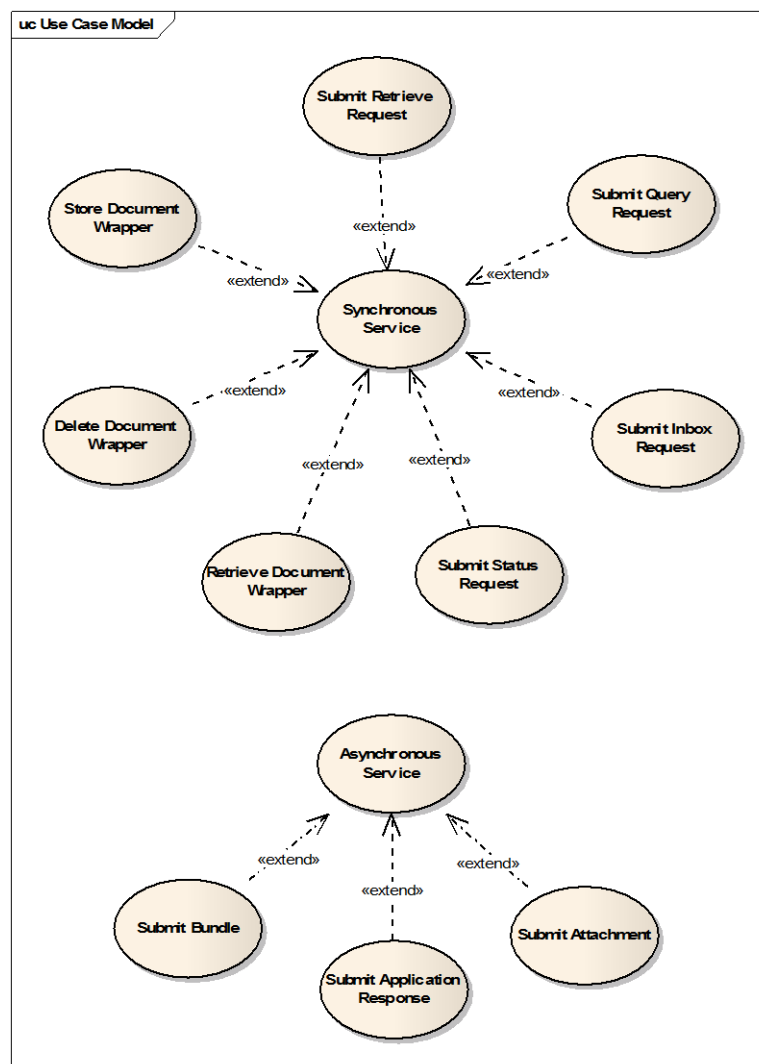 uc Use Case Model
Submit Retrieve
Request
Store Document
Wrapper
Submit Query
Request
«extend»
«extend»
«extend»
Synchronous
Service
Delete Document
Wrapper
«extend»
«extend»
Submit Inbox
Request
«extend»
«extend»
Retrieve Document
Wrapper
Submit Status
Request
Asynchronous
Service
«extend»
«extend»
«extend»
Submit Bundle
Submit Attachment
Submit Application
Response